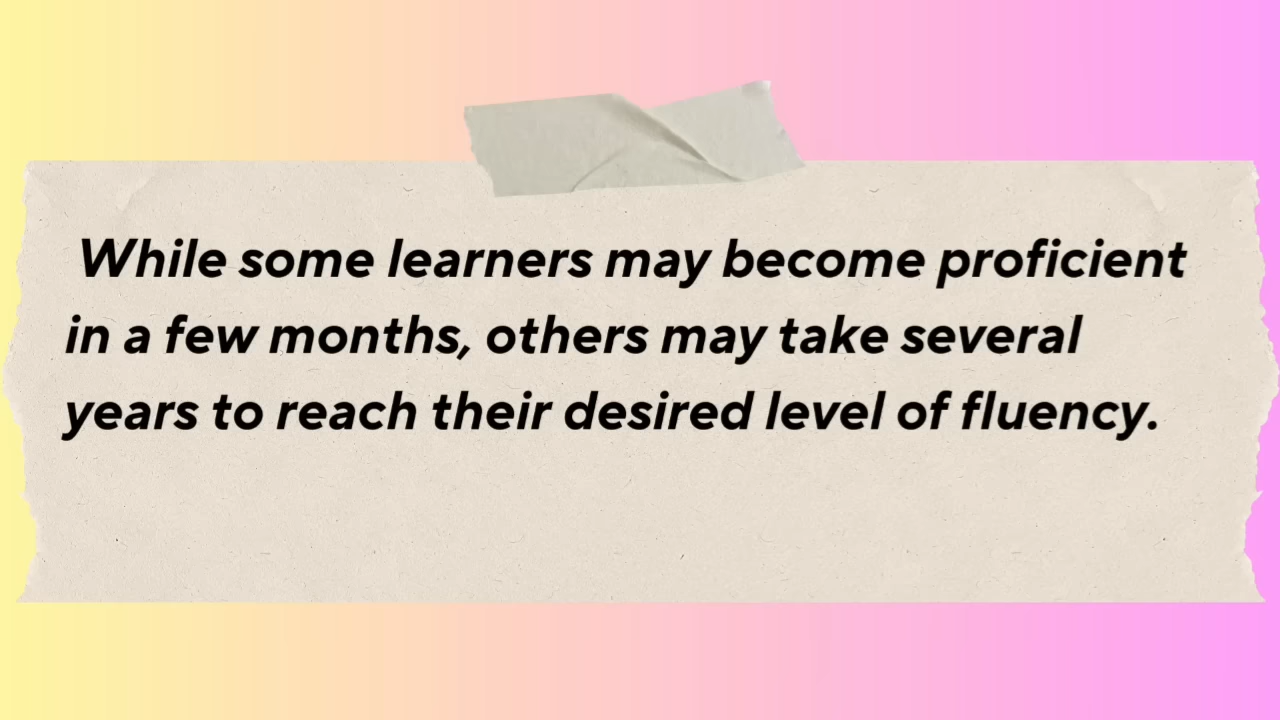 While some learners may become proficient
in a few months, others may take several
years to reach their desired level of fluency.